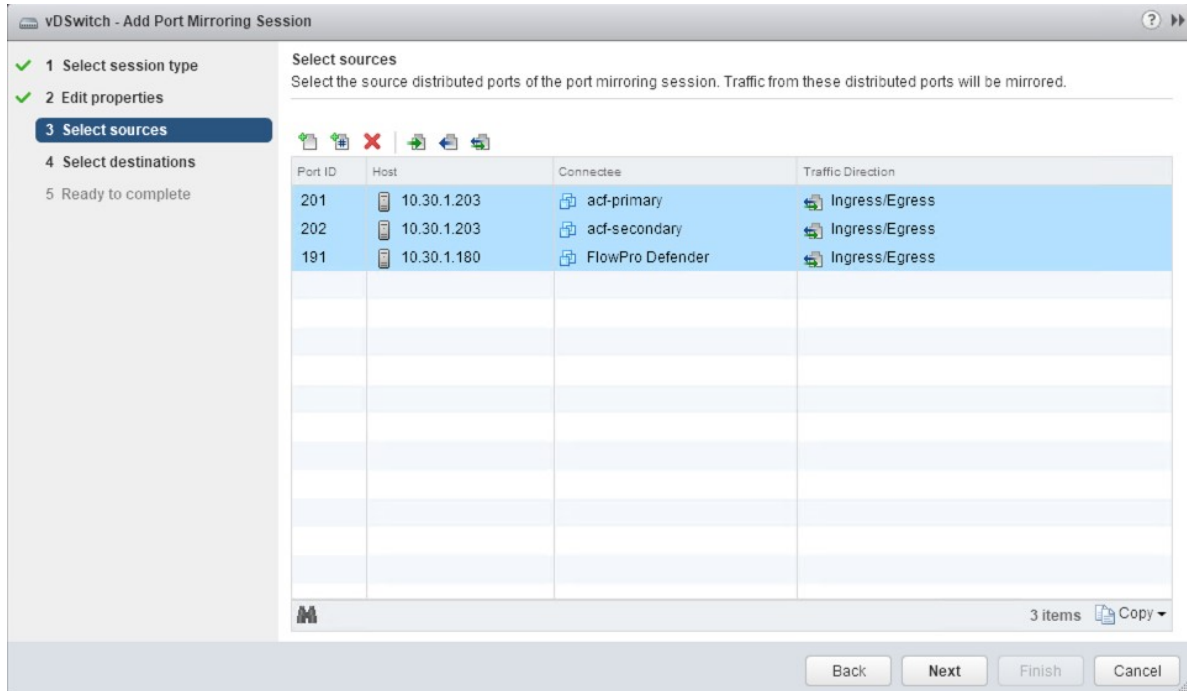 vDSwitch - Add Port Mirroring Session
?
1 Select session type
2 Edit properties
3 Select sources
4 Select destinations
5 Ready to complete
Select sources
Select the source distributed ports of the port mirroring session. Traffic from these distributed ports will be mirrored.
Port ID Host Connectee Traffic Direction
201 10.30.1.203 acf-primary Ingress/Egress
202 10.30.1.203 acf-secondary Ingress/Egress
191 10.30.1.180 FlowPro Defender Ingress/Egress
3 items Copy
Back Next Finish Cancel